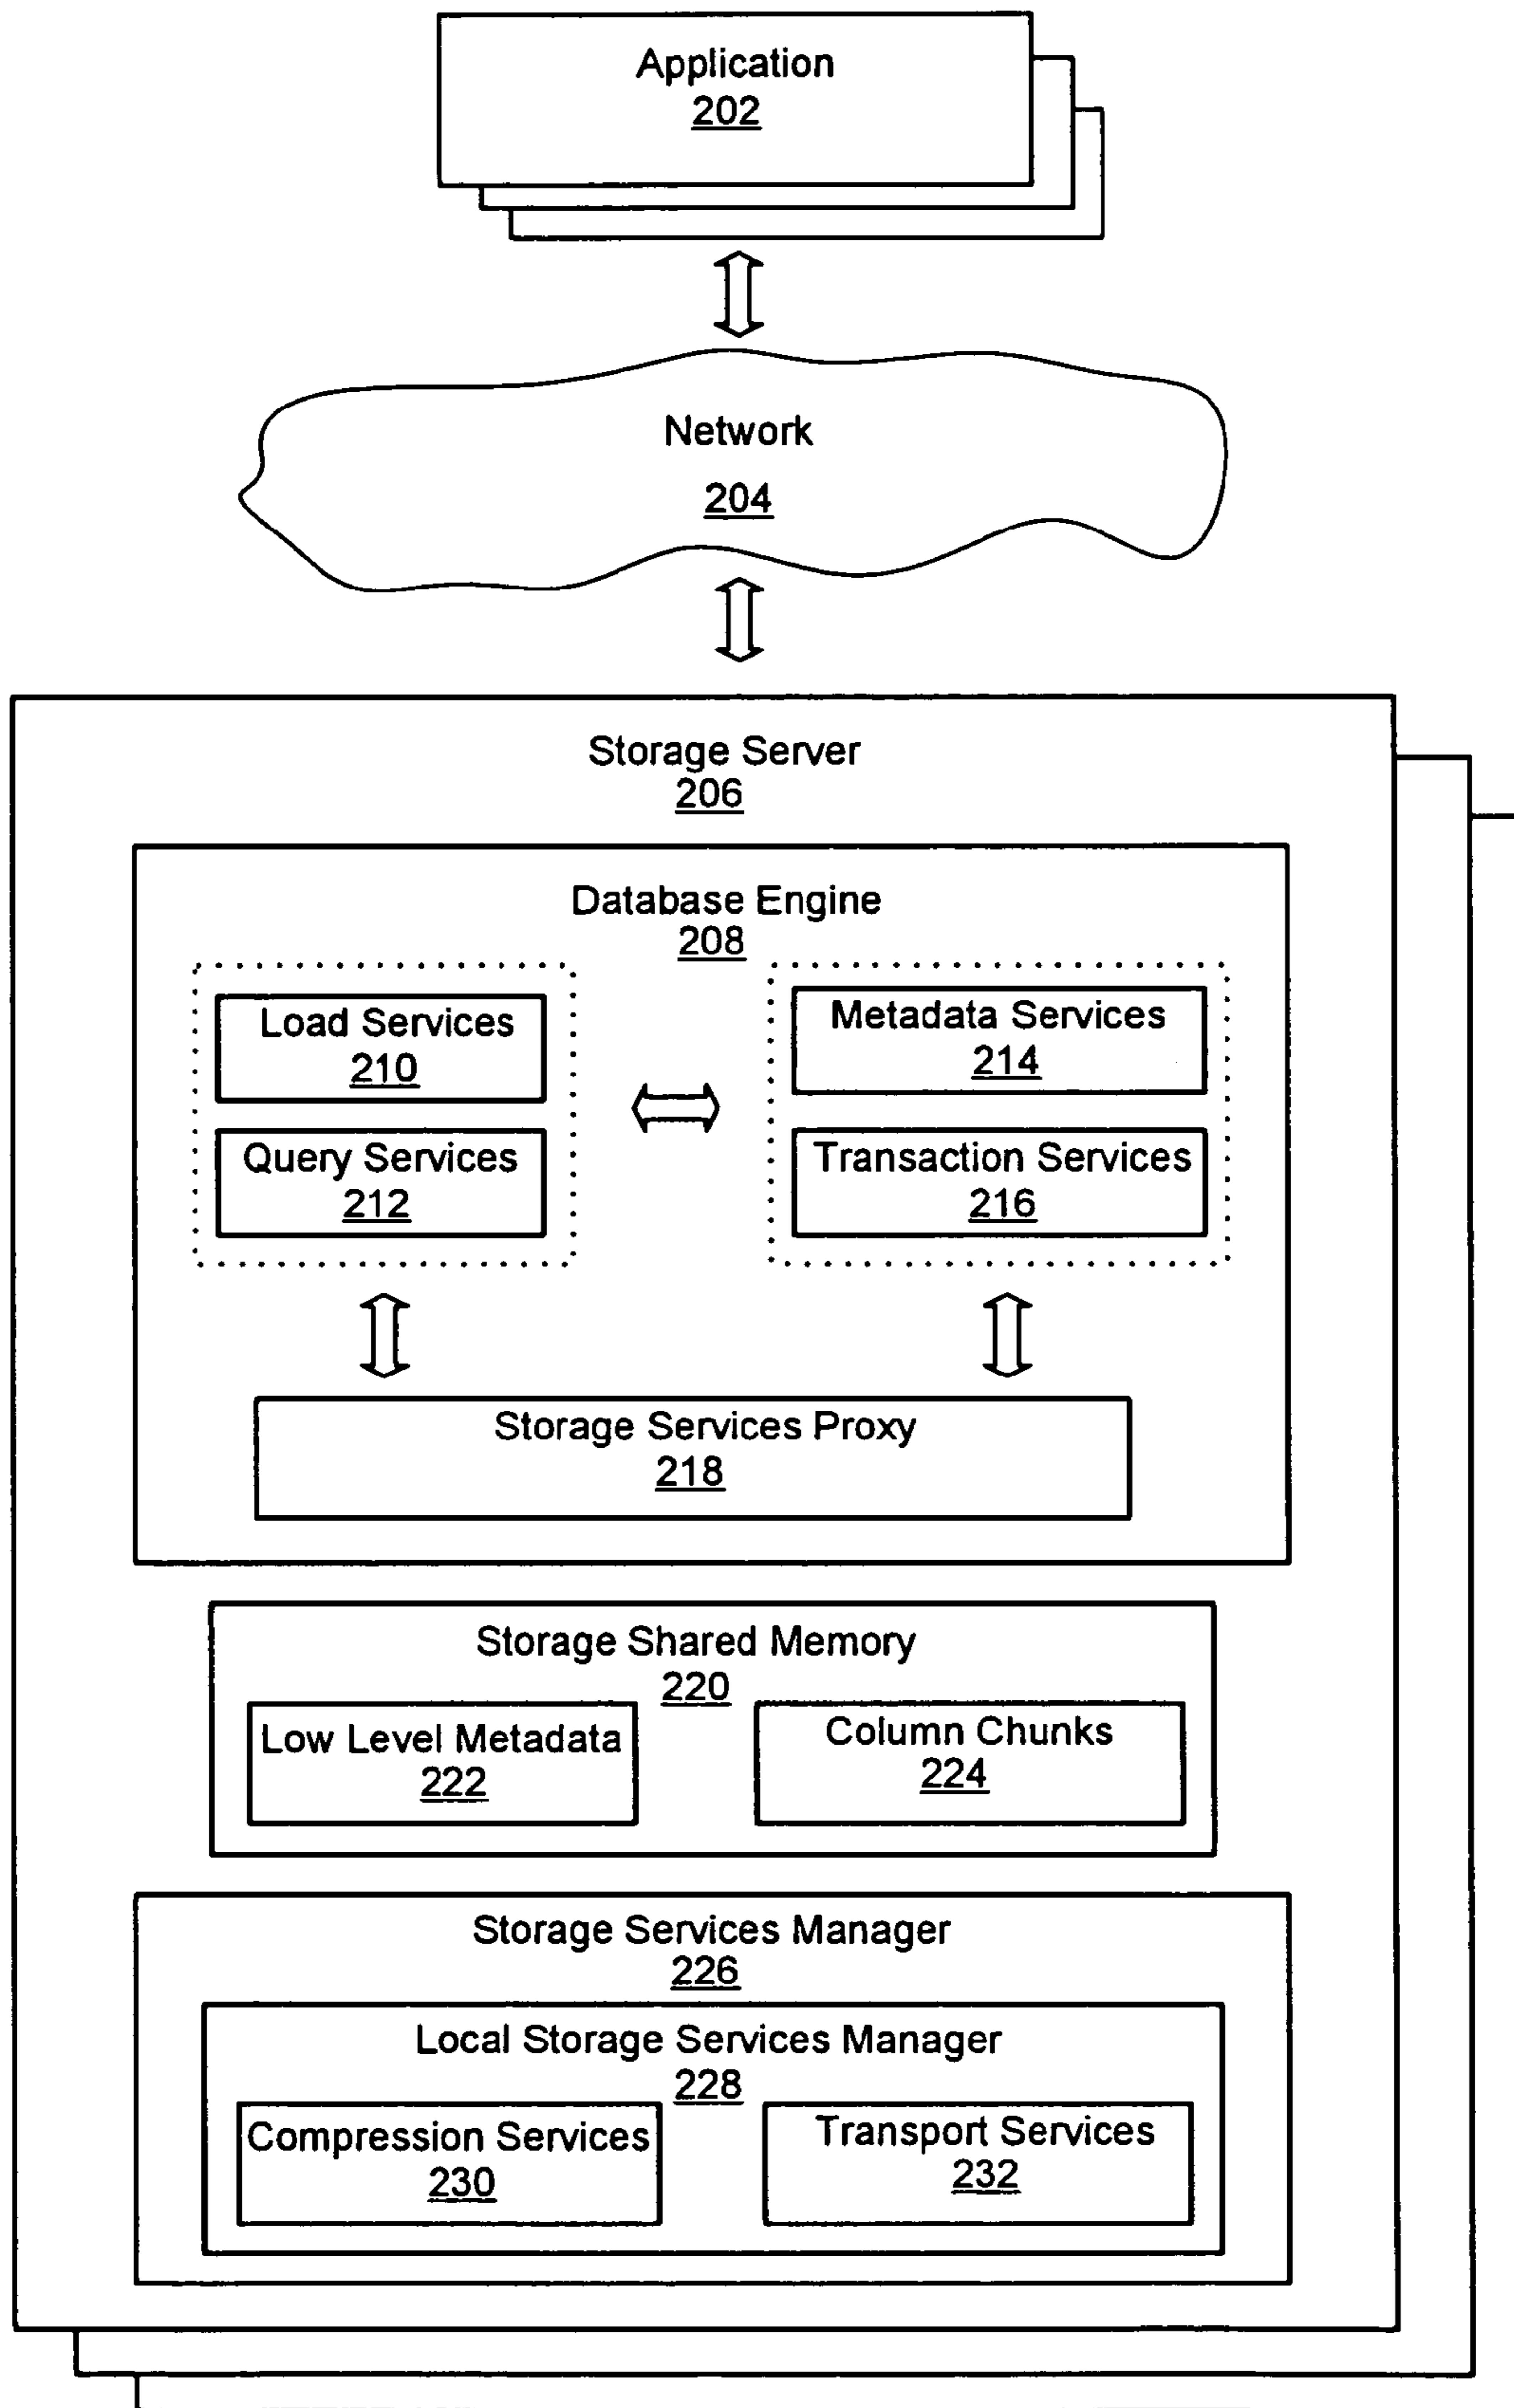 Application
202
Network
204
Storage Server
206
Database Engine
208
Load Services
210
Query Services
212
Metadata Services
214
Transaction Services
216
Storage Services Proxy
218
Storage Shared Memory
220
Low Level Metadata
222
Column Chunks
224
Storage Services Manager
226
Local Storage Services Manager
228
Compression Services
230
Transport Services
232